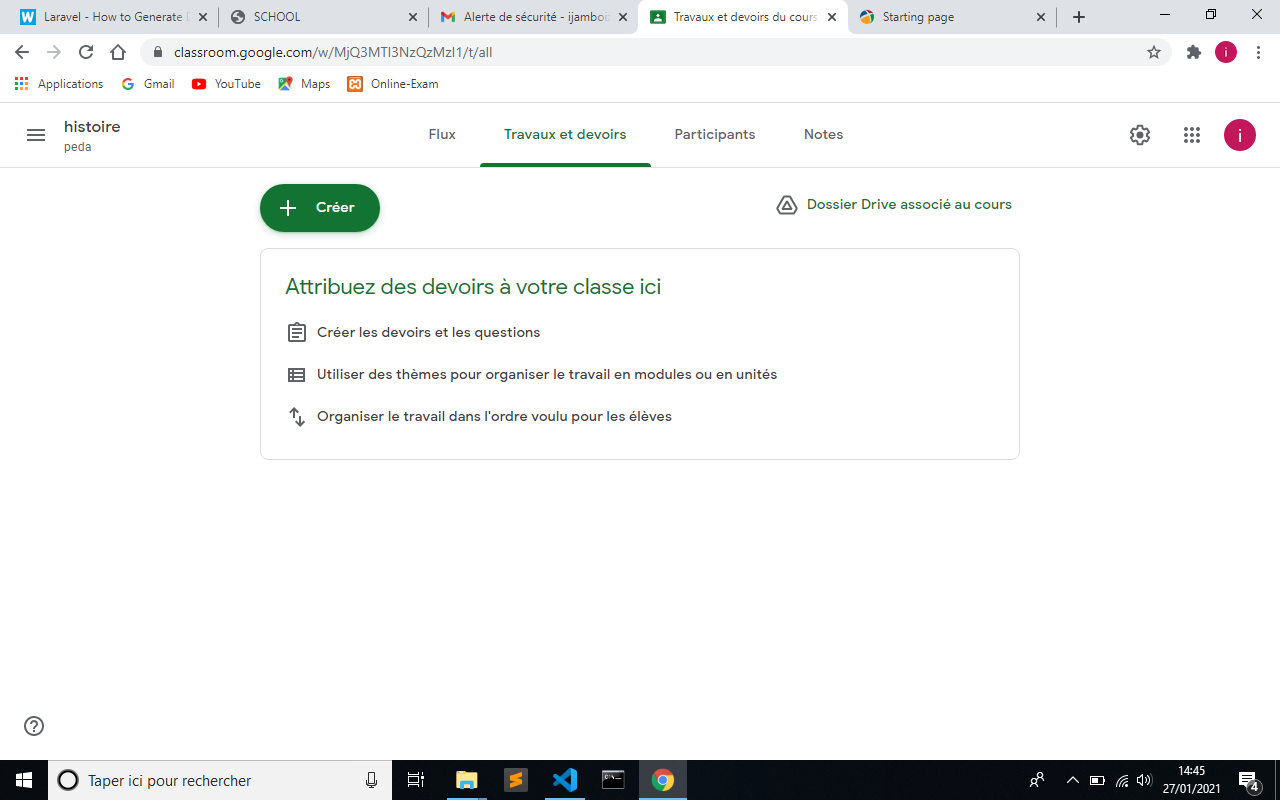 Laravel - How to Generate
SCHOOL
Alerte de sécurité - ijamboi
Travaux et devoirs du cours
Starting page
classroom.google.com/w/MjQ3MTI3NzQzMzI1/t/all
i
Applications
Gmail
YouTube
Maps
Online-Exam
histoire
peda
Flux
Travaux et devoirs
Participants
Notes
i
Créer
Dossier Drive associé au cours
Attribuez des devoirs à votre classe ici
Créer les devoirs et les questions
Utiliser des thèmes pour organiser le travail en modules ou en unités
Organiser le travail dans l'ordre voulu pour les élèves
Taper ici pour rechercher
14:45
27/01/2021
4